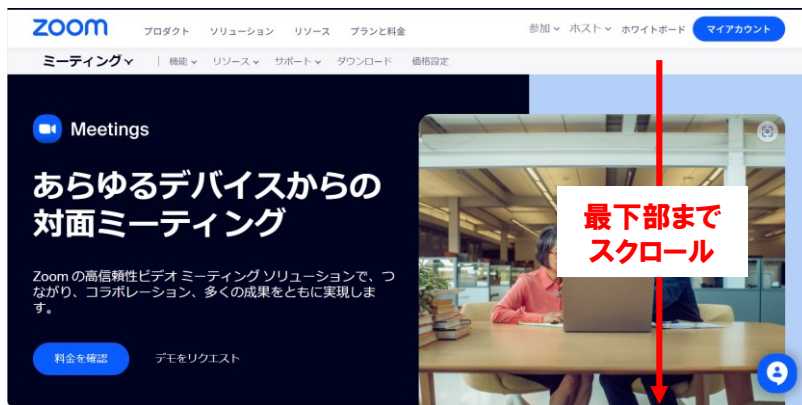 zoom プロダクト ソリューション リソース プランと料金 参加 ホスト ホワイトボード マイアカウント
ミーティング | 機能 リソース サポート ダウンロード 価格設定
Meetings
あらゆるデバイスからの
対面ミーティング
最下部まで
スクロール
Zoom の高信頼性ビデオ ミーティング ソリューションで、つ
ながり、コラボレーション、多くの成果をともに実現しま
す。
料金を確認 デモをリクエスト